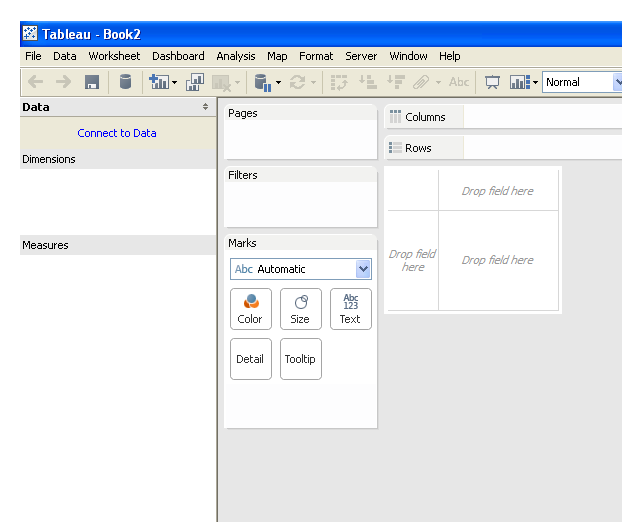 Tableau - Book2
File Data Worksheet Dashboard Analysis Map Format Server Window Help
Abc Normal
Data
Connect to Data
Dimensions
Measures
Pages
Filters
Marks
Abc Automatic
Color Size Abc 123 Text
Detail Tooltip
Columns
Rows
Drop field here
Drop field here
Drop field here